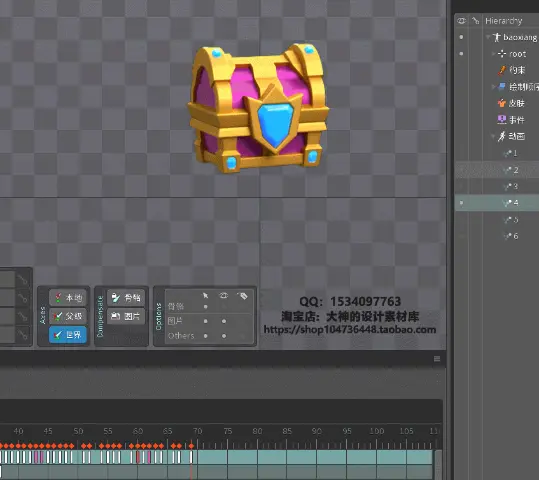 Hierarchy
baoxiang
root
约束
绘制顺序
皮肤
事件
动画
1
2
3
4
5
6
Axes
本地
父级
世界
Compensate
骨骼
图片
Options
骨骼
图片
Others
QQ: 1534097763
淘宝店: 大神的设计素材库
https://shop104736448.taobao.com
40 45 50 55 60 65 70 75 80 85 90 95 100 105